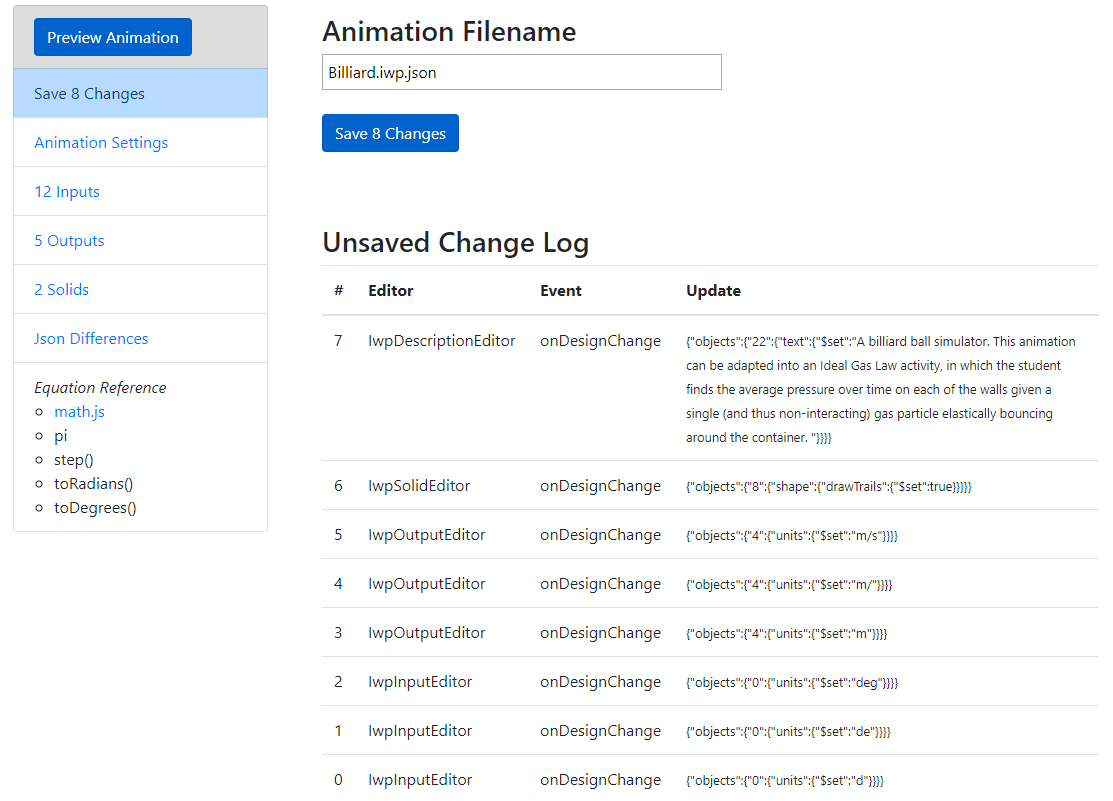 Preview Animation
Save 8 Changes
Animation Settings
12 Inputs
5 Outputs
2 Solids
Json Differences
Equation Reference
math.js
pi
step()
toRadians()
toDegrees()
Animation Filename
Billiard.iwp.json
Save 8 Changes
Unsaved Change Log
# Editor Event Update
7 IwpDescriptionEditor onDesignChange {"objects":{"22":{"text":{"$set":"A billiard ball simulator. This animation
can be adapted into an Ideal Gas Law activity, in which the student
finds the average pressure over time on each of the walls given a
single (and thus non-interacting) gas particle elastically bouncing
around the container. "}}}}
6 IwpSolidEditor onDesignChange {"objects":{"8":{"shape":{"drawTrails":{"$set":true}}}}}
5 IwpOutputEditor onDesignChange {"objects":{"4":{"units":{"$set":"m/s"}}}}
4 IwpOutputEditor onDesignChange {"objects":{"4":{"units":{"$set":"m/"}}}}
3 IwpOutputEditor onDesignChange {"objects":{"4":{"units":{"$set":"m"}}}}
2 IwpInputEditor onDesignChange {"objects":{"0":{"units":{"$set":"deg"}}}}
1 IwpInputEditor onDesignChange {"objects":{"0":{"units":{"$set":"de"}}}}
0 IwpInputEditor onDesignChange {"objects":{"0":{"units":{"$set":"d"}}}}